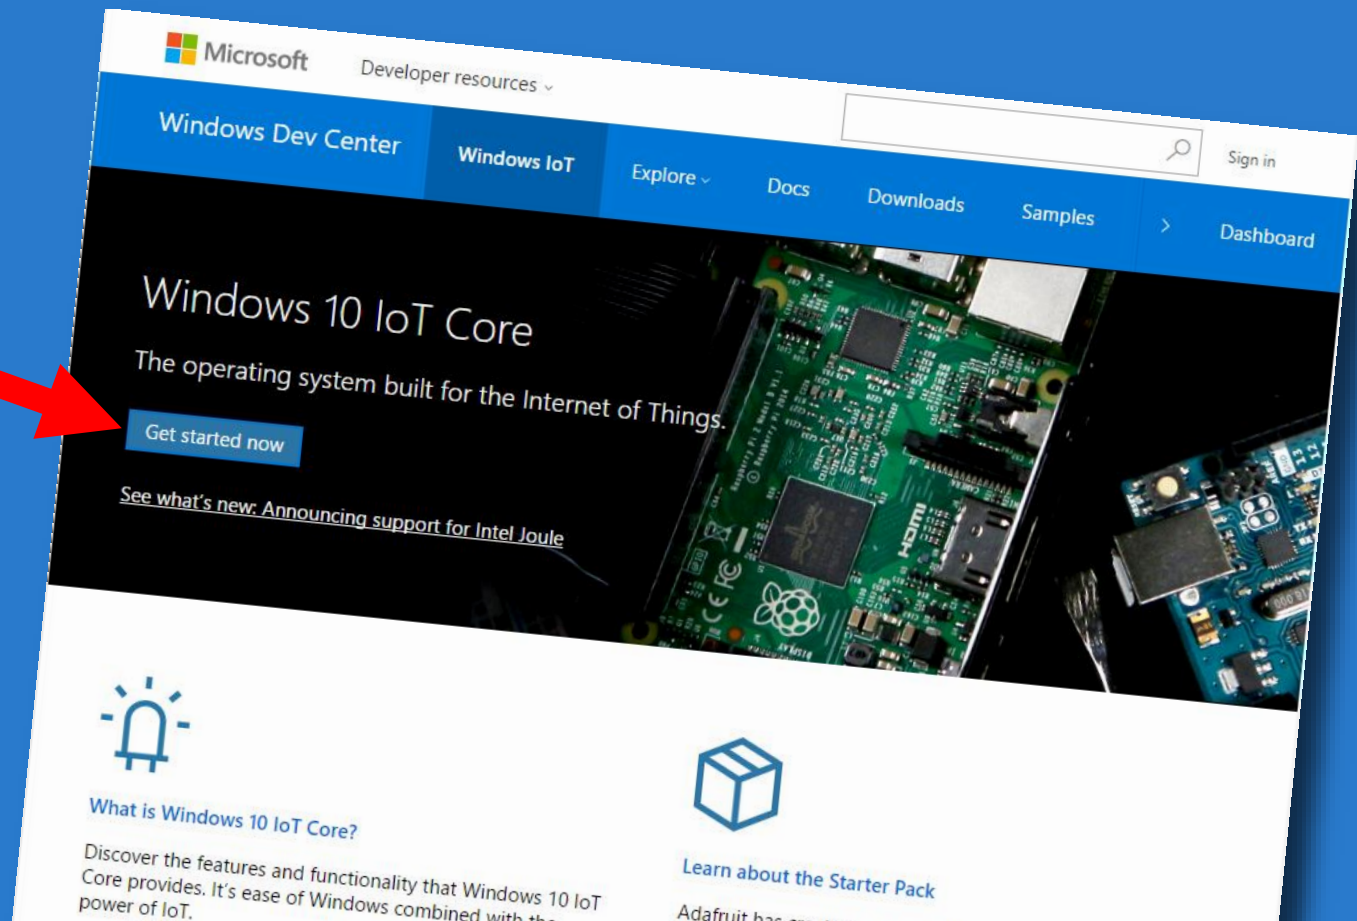 Microsoft
Developer resources
Sign in
Windows Dev Center
Windows IoT
Explore
Docs
Downloads
Samples
Dashboard
Windows 10 IoT Core
The operating system built for the Internet of Things.
Get started now
See what's new: Announcing support for Intel Joule
HDMI
CAMERA
DISPLAY
What is Windows 10 IoT Core?
Discover the features and functionality that Windows 10 IoT
Core provides. It's ease of Windows combined with the
power of IoT.
Learn about the Starter Pack
Adafruit has